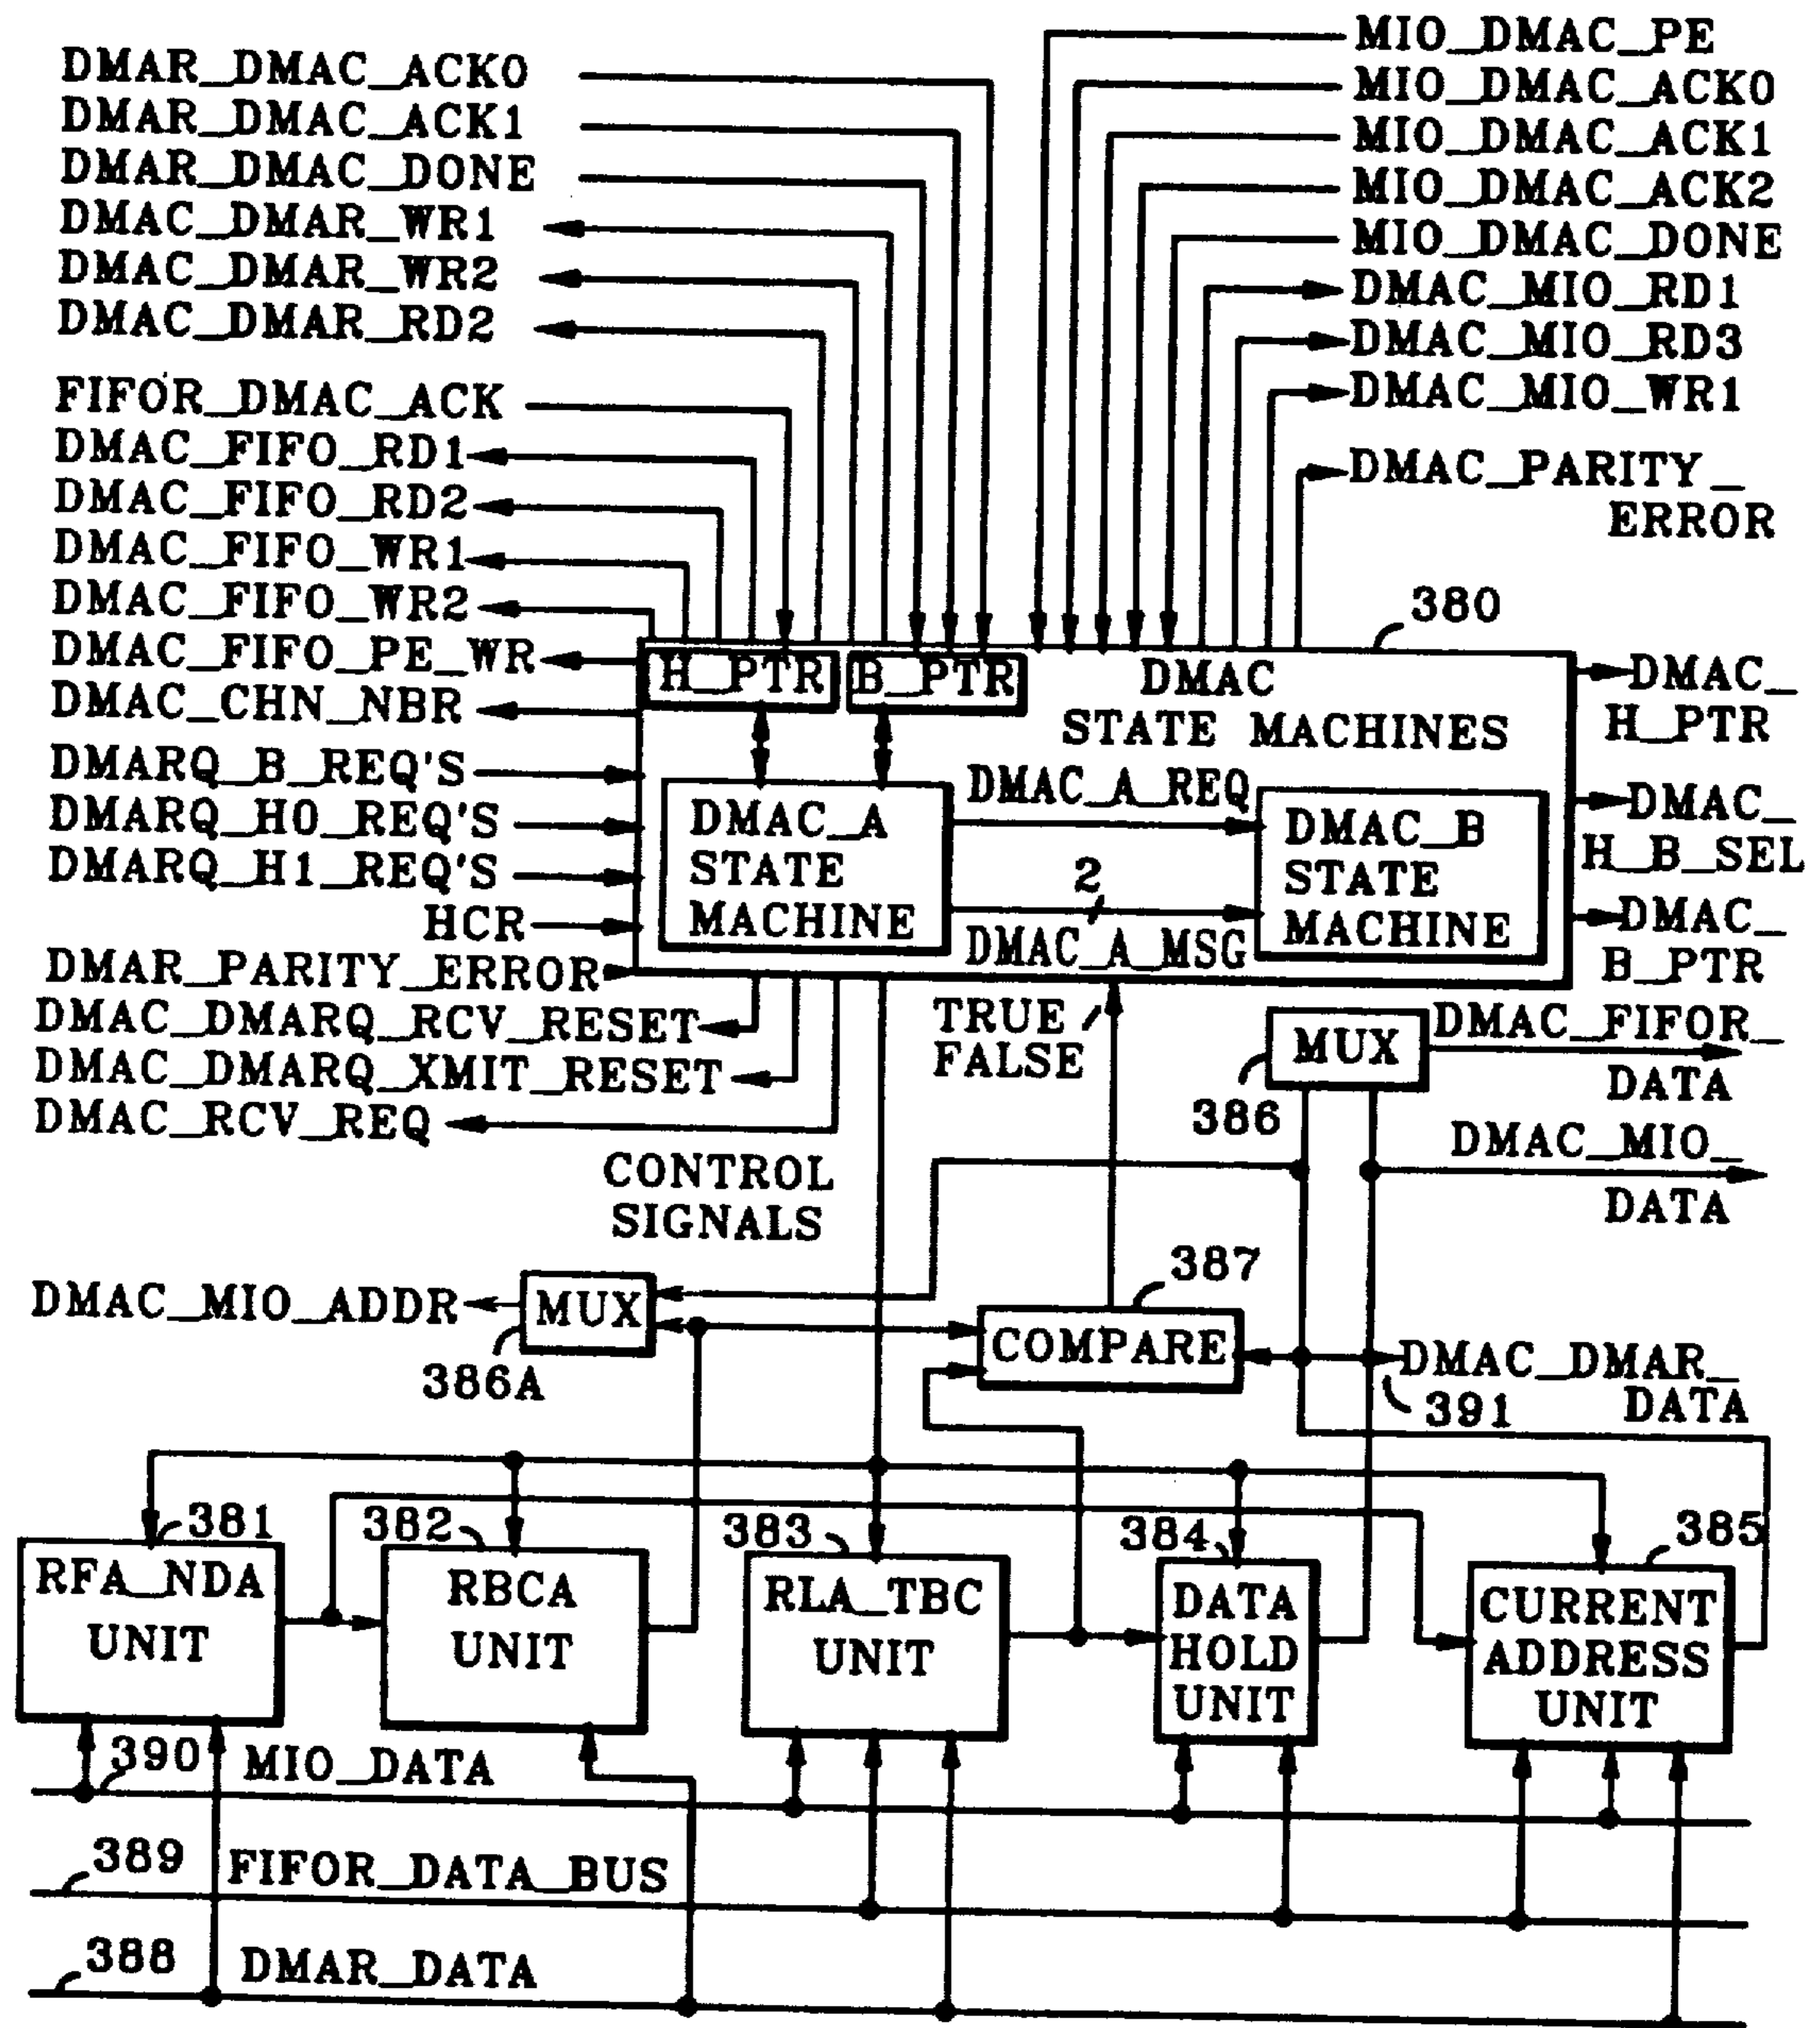 DMAR_DMAC_ACK0
DMAR_DMAC_ACK1
DMAR_DMAC_DONE
DMAC_DMAR_WR1
DMAC_DMAR_WR2
DMAC_DMAR_RD2
FIFOR_DMAC_ACK
DMAC_FIFO_RD1
DMAC_FIFO_RD2
DMAC_FIFO_WR1
DMAC_FIFO_WR2
DMAC_FIFO_PE_WR
DMAC_CHN_NBR
DMARQ_B_REQ'S
DMARQ_H0_REQ'S
DMARQ_H1_REQ'S
HCR
DMAR_PARITY_ERROR
DMAC_DMARQ_RCV_RESET
DMAC_DMARQ_XMIT_RESET
DMAC_RCV_REQ
MIO_DMAC_PE
MIO_DMAC_ACK0
MIO_DMAC_ACK1
MIO_DMAC_ACK2
MIO_DMAC_DONE
DMAC_MIO_RD1
DMAC_MIO_RD3
DMAC_MIO_WR1
DMAC_PARITY_
ERROR
380
H_PTR
B_PTR
DMAC
STATE MACHINES
DMAC_A
STATE
MACHINE
DMAC_A_REQ
2
DMAC_A_MSG
DMAC_B
STATE
MACHINE
DMAC_
H_PTR
DMAC_
H_B_SEL
DMAC_
B_PTR
TRUE
FALSE
MUX
386
DMAC_FIFOR_
DATA
DMAC_MIO_
DATA
CONTROL
SIGNALS
DMAC_MIO_ADDR
MUX
386A
387
COMPARE
DMAC_DMAR_
DATA
391
381
RFA_NDA
UNIT
382
RBCA
UNIT
383
RLA_TBC
UNIT
384
DATA
HOLD
UNIT
385
CURRENT
ADDRESS
UNIT
390
MIO_DATA
389
FIFOR_DATA_BUS
388
DMAR_DATA